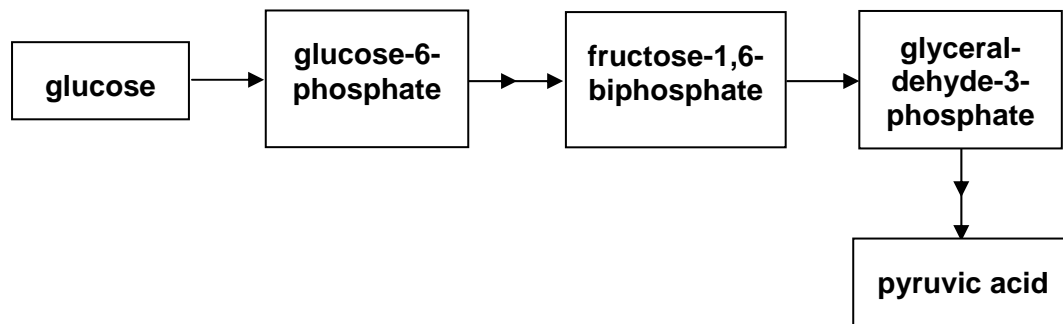 glucose
glucose-6-
phosphate
fructose-1,6-
biphosphate
glyceral-
dehyde-3-
phosphate
pyruvic acid